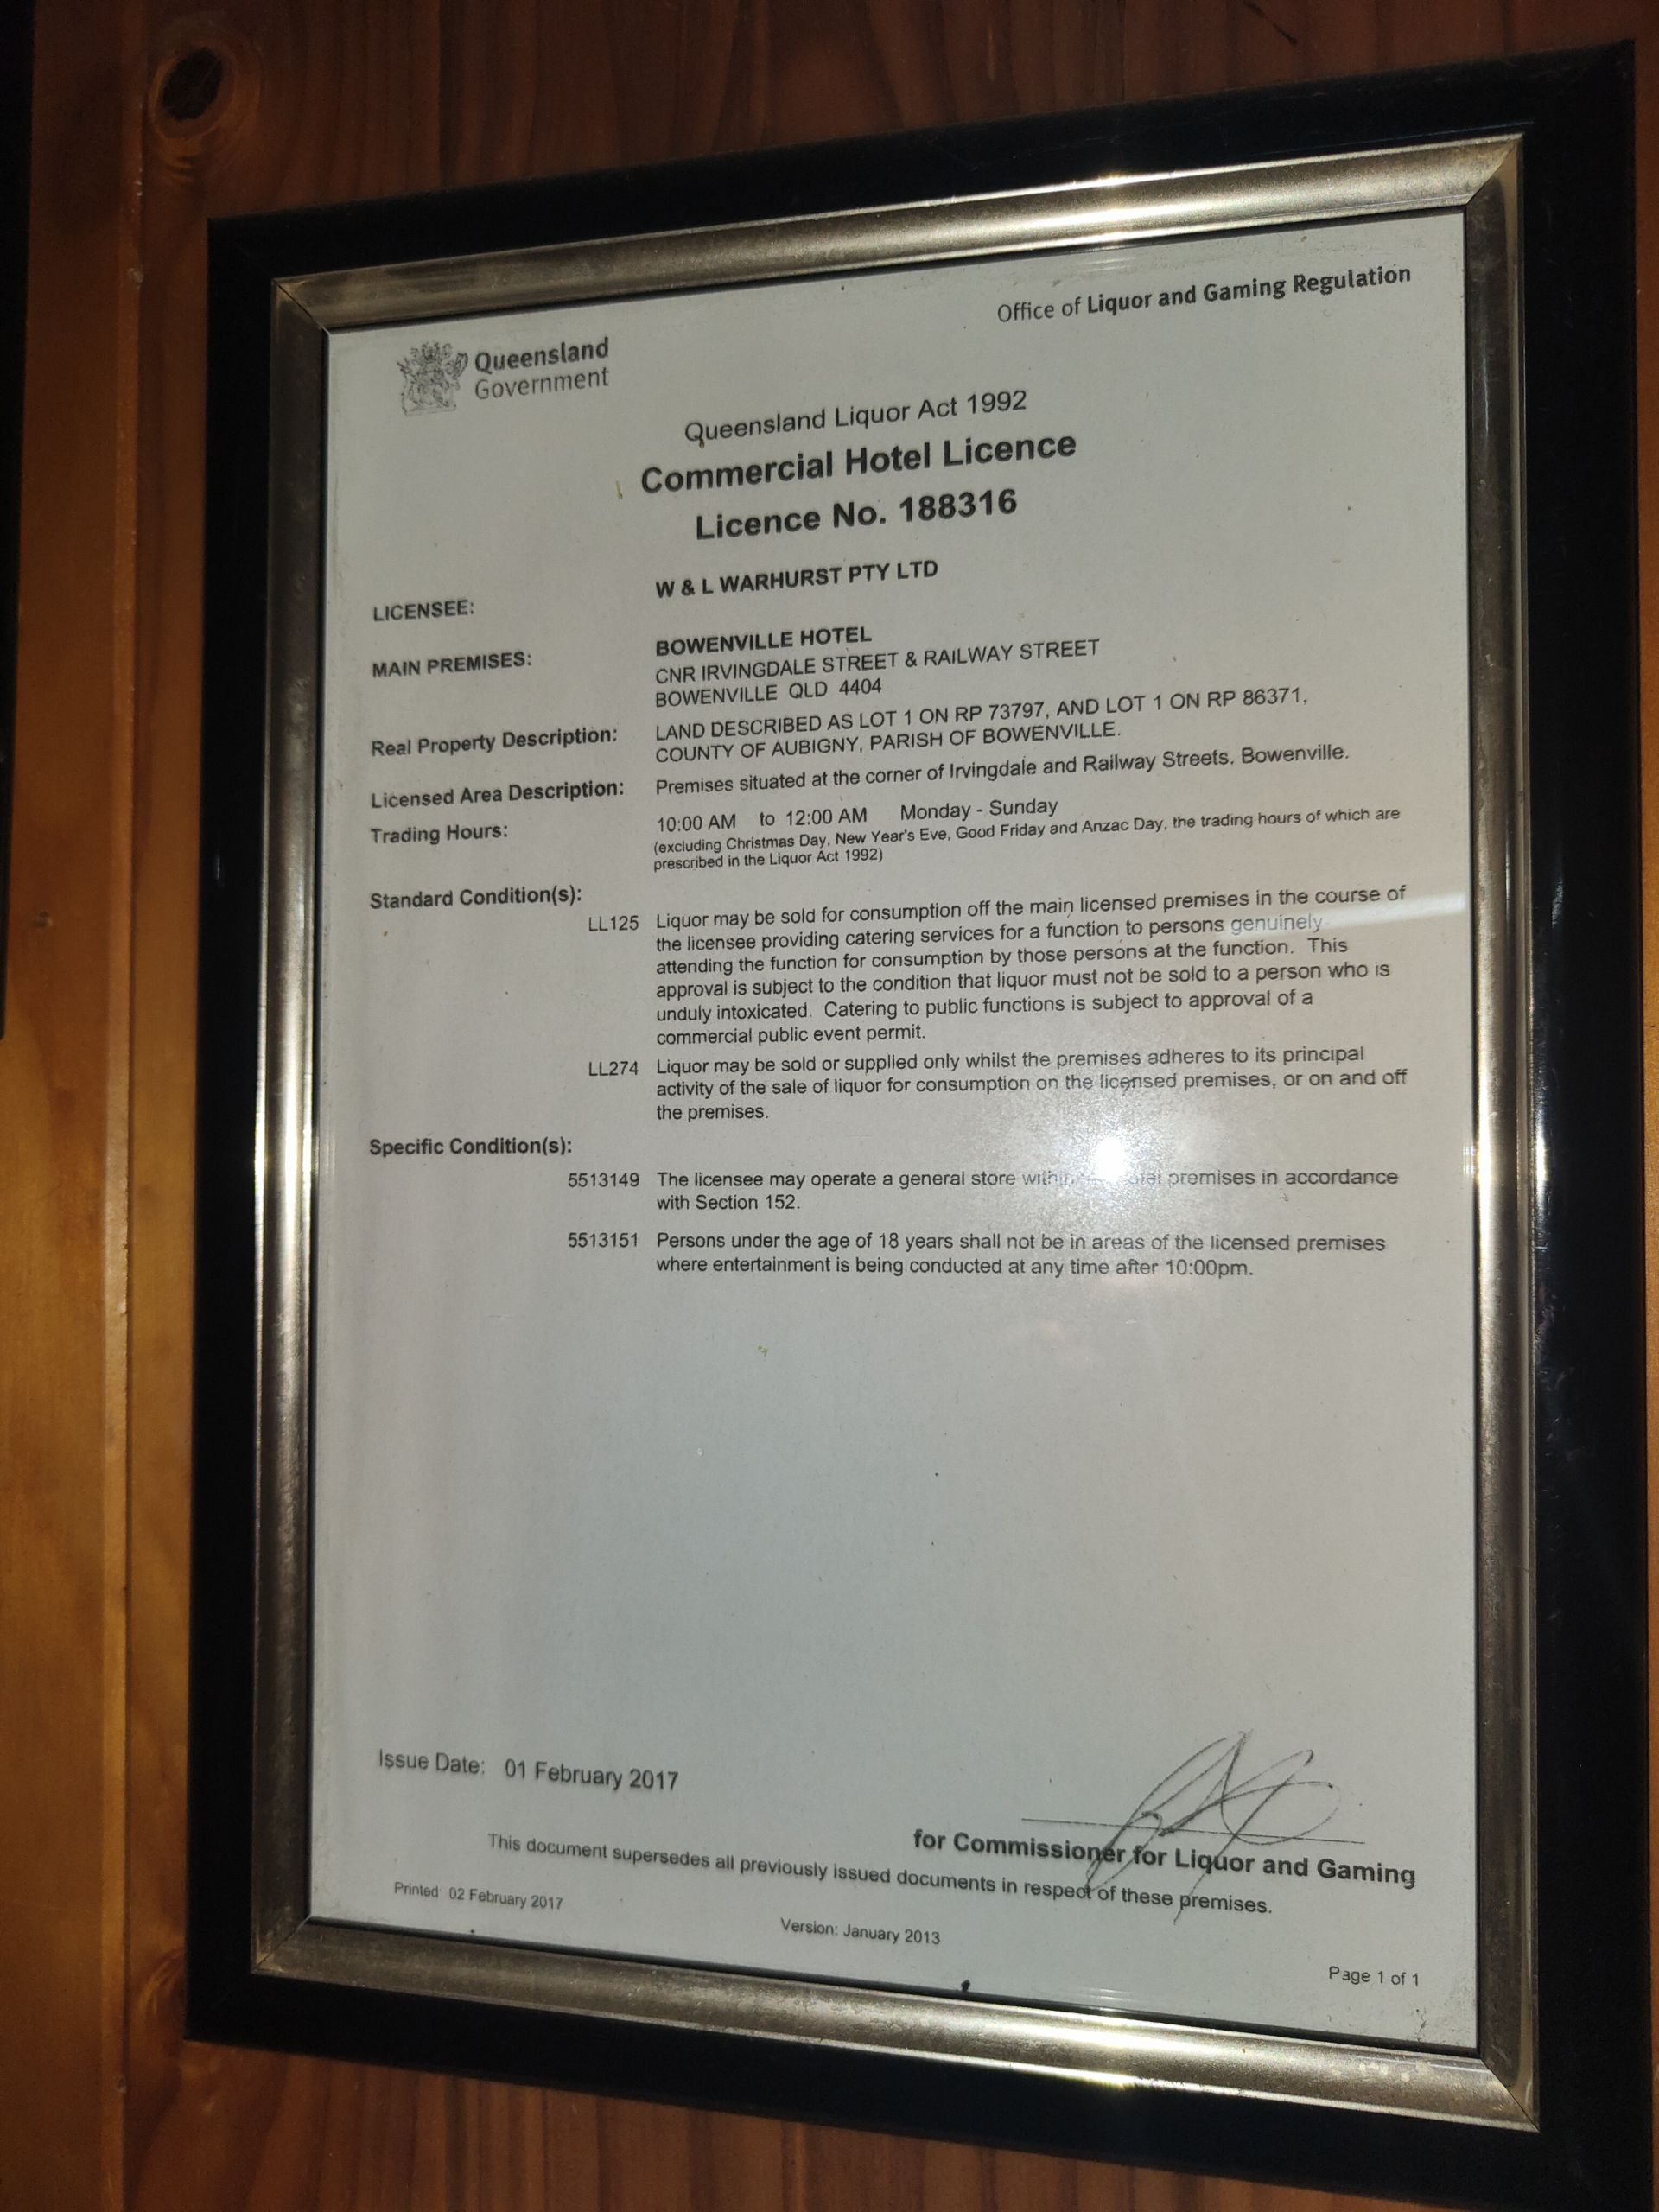 Office of Liquor and Gaming Regulation
Queensland
Government
Queensland Liquor Act 1992
Commercial Hotel Licence
Licence No. 188316
LICENSEE: W & L WARHURST PTY LTD
MAIN PREMISES: BOWENVILLE HOTEL
CNR IRVINGDALE STREET & RAILWAY STREET
BOWENVILLE QLD 4404
Real Property Description: LAND DESCRIBED AS LOT 1 ON RP 73797, AND LOT 1 ON RP 86371,
COUNTY OF AUBIGNY, PARISH OF BOWENVILLE.
Licensed Area Description: Premises situated at the corner of Irvingdale and Railway Streets, Bowenville.
Trading Hours: 10:00 AM to 12:00 AM Monday - Sunday
(excluding Christmas Day, New Year's Eve, Good Friday and Anzac Day, the trading hours of which are
prescribed in the Liquor Act 1992)
Standard Condition(s):
LL125 Liquor may be sold for consumption off the main licensed premises in the course of
the licensee providing catering services for a function to persons genuinely
attending the function for consumption by those persons at the function. This
approval is subject to the condition that liquor must not be sold to a person who is
unduly intoxicated. Catering to public functions is subject to approval of a
commercial public event permit.
LL274 Liquor may be sold or supplied only whilst the premises adheres to its principal
activity of the sale of liquor for consumption on the licensed premises, or on and off
the premises.
Specific Condition(s):
5513149 The licensee may operate a general store premises in accordance
with Section 152.
5513151 Persons under the age of 18 years shall not be in areas of the licensed premises
where entertainment is being conducted at any time after 10:00pm.
Issue Date: 01 February 2017
for Commissioner for Liquor and Gaming
This document supersedes all previously issued documents in respect of these premises.
Printed: 02 February 2017
Version: January 2013
Page 1 of 1